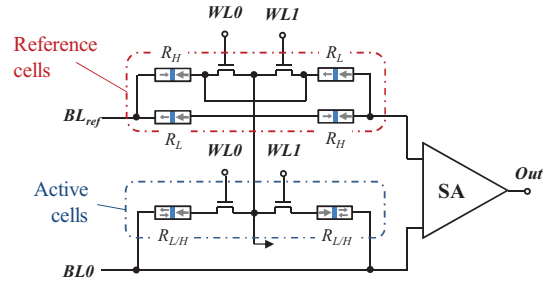 WL0 WL1
Reference cells
R_H R_L
BL_ref
R_L R_H
WL0 WL1
SA
Out
Active cells
R_L/H R_L/H
BL0